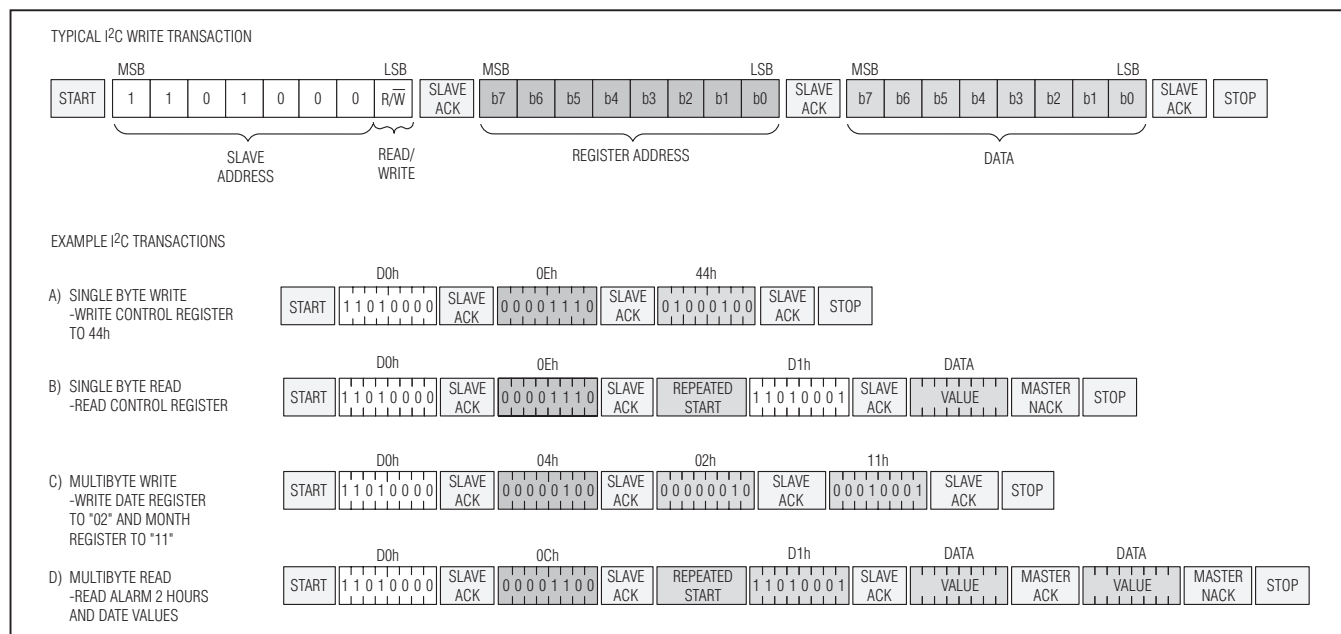 TYPICAL I2C WRITE TRANSACTION
MSB LSB MSB LSB MSB LSB
START 1 1 0 1 0 0 0 R/W̅ SLAVE ACK b7 b6 b5 b4 b3 b2 b1 b0 SLAVE ACK b7 b6 b5 b4 b3 b2 b1 b0 SLAVE ACK STOP
SLAVE ADDRESS READ/WRITE REGISTER ADDRESS DATA
EXAMPLE I2C TRANSACTIONS
D0h 0Eh 44h
A) SINGLE BYTE WRITE
-WRITE CONTROL REGISTER
TO 44h
START 11010000 SLAVE ACK 00001110 SLAVE ACK 01000100 SLAVE ACK STOP
D0h 0Eh D1h DATA
B) SINGLE BYTE READ
-READ CONTROL REGISTER
START 11010000 SLAVE ACK 00001110 SLAVE ACK REPEATED START 11010001 SLAVE ACK VALUE MASTER NACK STOP
D0h 04h 02h 11h
C) MULTIBYTE WRITE
-WRITE DATE REGISTER
TO "02" AND MONTH
REGISTER TO "11"
START 11010000 SLAVE ACK 00000100 SLAVE ACK 00000010 SLAVE ACK 00010001 SLAVE ACK STOP
D0h 0Ch D1h DATA DATA
D) MULTIBYTE READ
-READ ALARM 2 HOURS
AND DATE VALUES
START 11010000 SLAVE ACK 00001100 SLAVE ACK REPEATED START 11010001 SLAVE ACK VALUE MASTER ACK VALUE MASTER NACK STOP